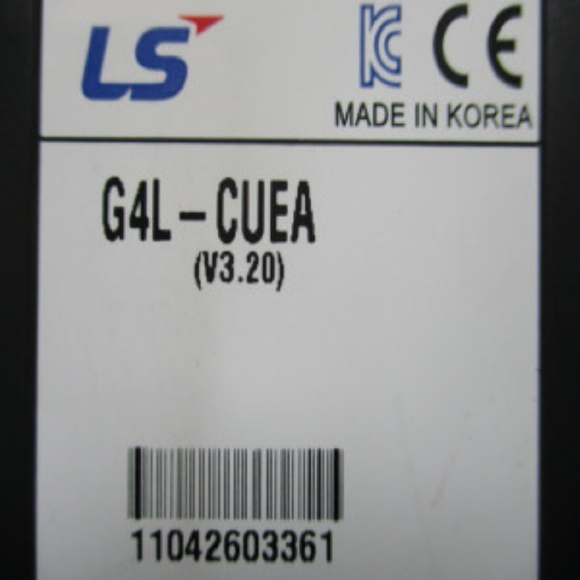 LS KC CE
MADE IN KOREA
G4L-CUEA
(V3.20)
11042603361